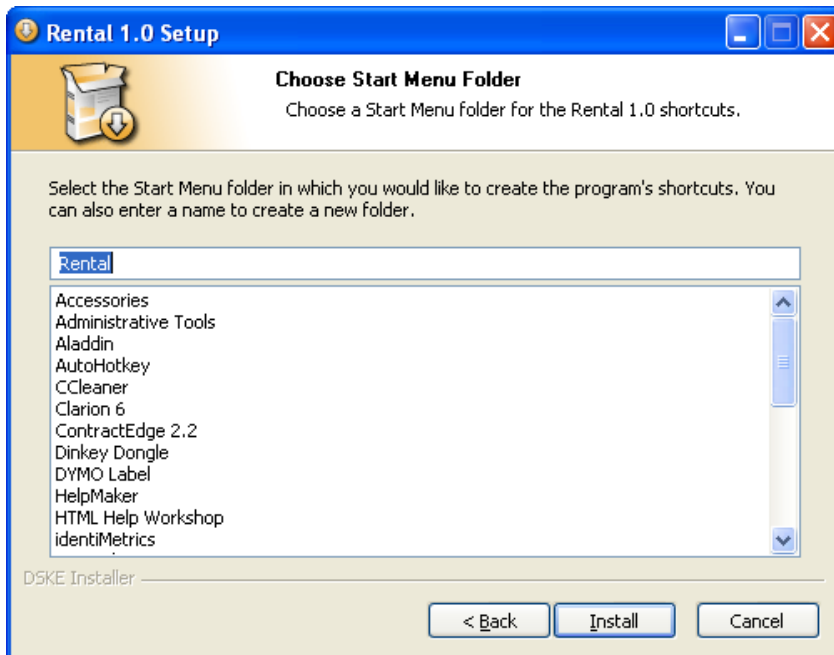 Rental 1.0 Setup
Choose Start Menu Folder
Choose a Start Menu folder for the Rental 1.0 shortcuts.
Select the Start Menu folder in which you would like to create the program's shortcuts. You
can also enter a name to create a new folder.
Rental
Accessories
Administrative Tools
Aladdin
AutoHotkey
CCleaner
Clarion 6
ContractEdge 2.2
Dinkey Dongle
DYMO Label
HelpMaker
HTML Help Workshop
identiMetrics
DSKE Installer
< Back Install Cancel